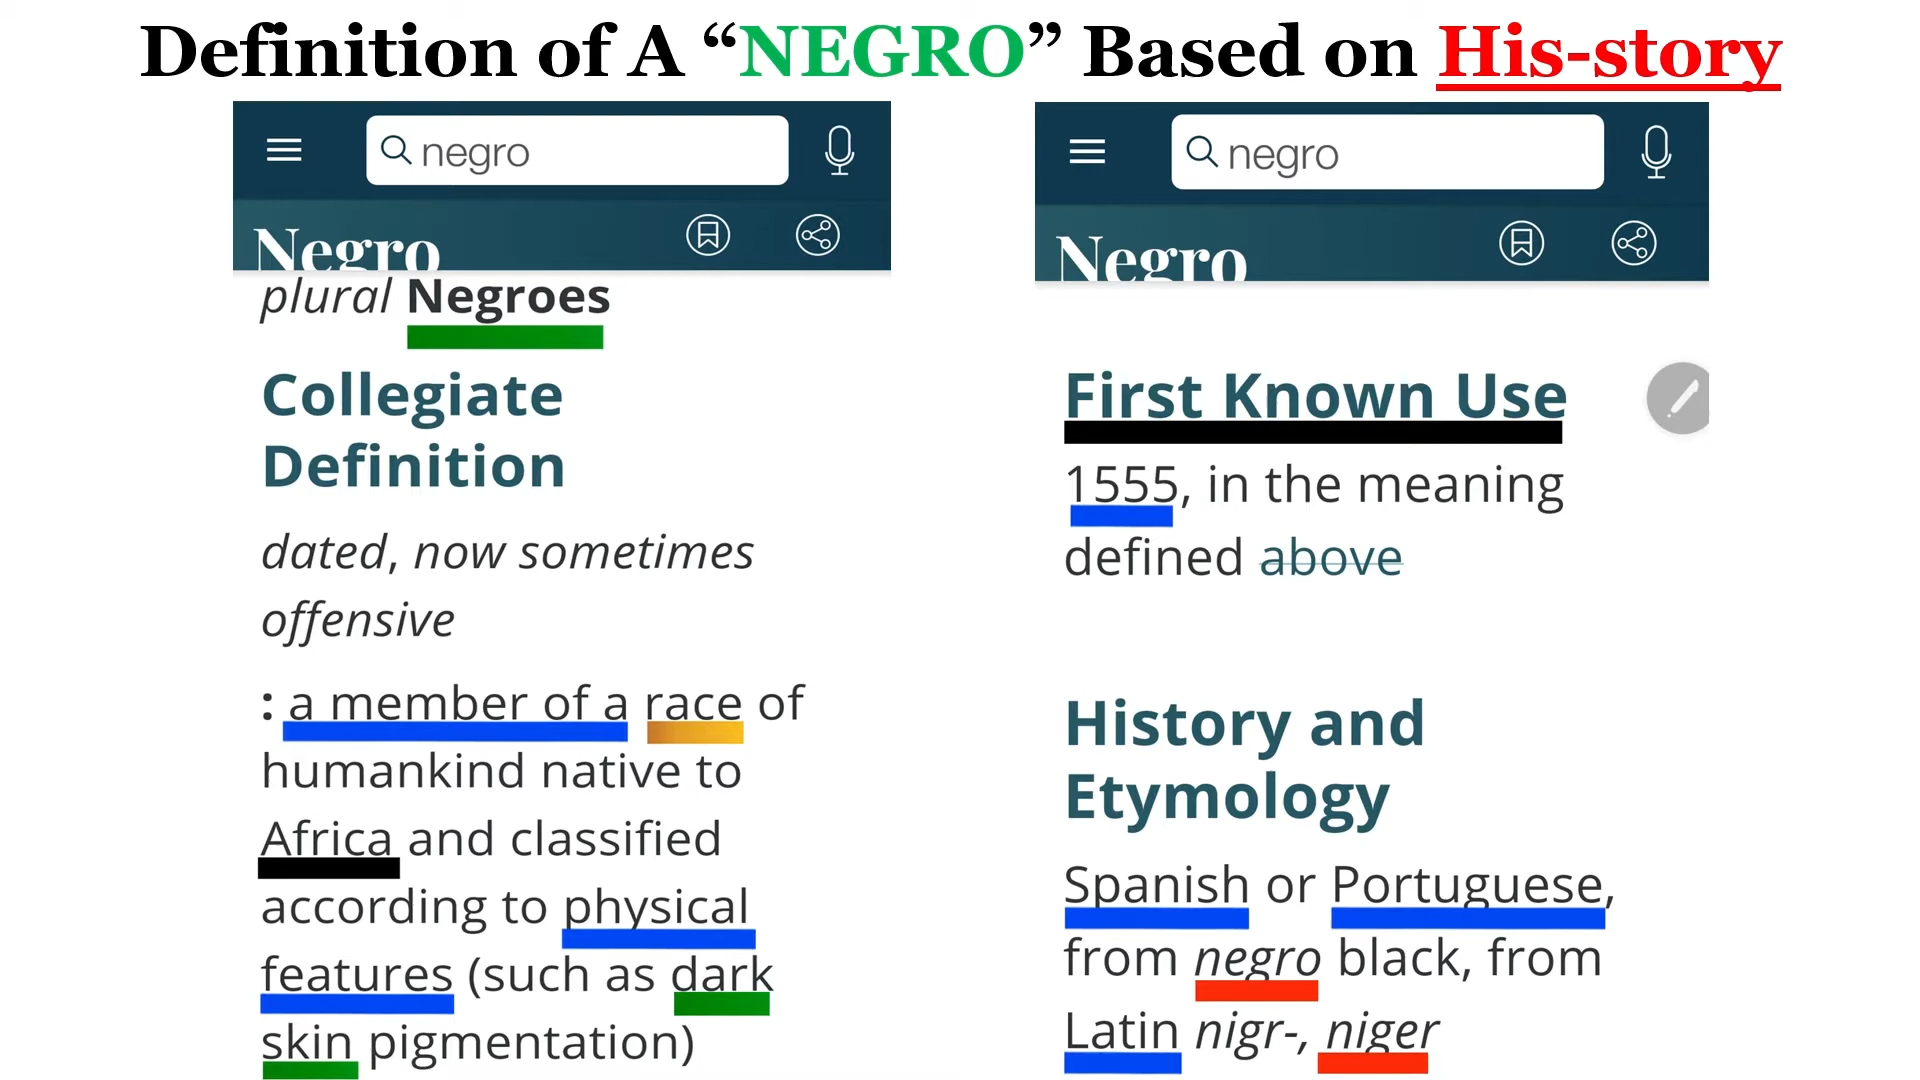 Definition of A “NEGRO” Based on His-story
negro
Negro
plural Negroes
Collegiate
Definition
dated, now sometimes
offensive
: a member of a race of
humankind native to
Africa and classified
according to physical
features (such as dark
skin pigmentation)
negro
Negro
First Known Use
1555, in the meaning
defined above
History and
Etymology
Spanish or Portuguese,
from negro black, from
Latin nigr-, niger